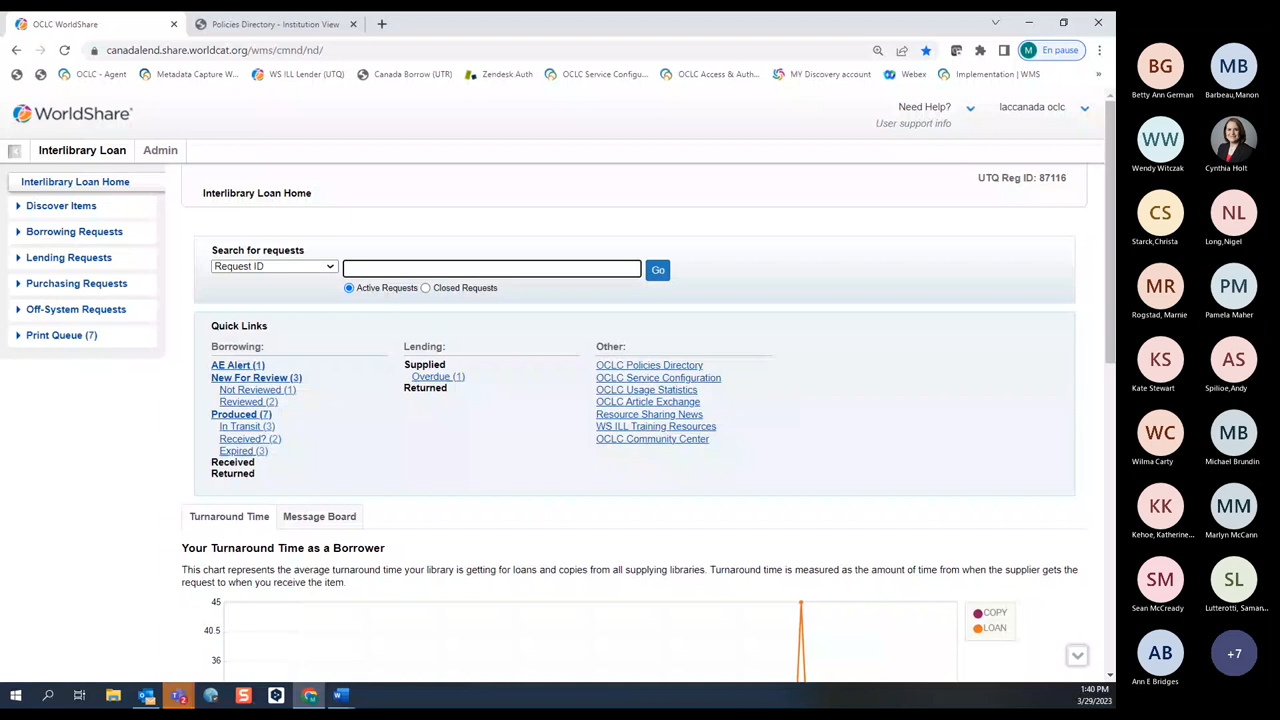 OCLC WorldShare
Policies Directory - Institution View
canadalend.share.worldcat.org/wms/cmnd/nd/
M
En pause
OCLC - Agent
Metadata Capture W...
WS ILL Lender (UTQ)
Canada Borrow (UTR)
Zendesk Auth
OCLC Service Configu...
OCLC Access & Auth...
MY Discovery account
Webex
Implementation | WMS
»
WorldShare®
Need Help?
laccanada oclc
User support info
Interlibrary Loan
Admin
Interlibrary Loan Home
Discover Items
Borrowing Requests
Lending Requests
Purchasing Requests
Off-System Requests
Print Queue (7)
UTQ Reg ID: 87116
Interlibrary Loan Home
Search for requests
Request ID
Go
Active Requests
Closed Requests
Quick Links
Borrowing:
AE Alert (1)
New For Review (3)
Not Reviewed (1)
Reviewed (2)
Produced (7)
In Transit (3)
Received? (2)
Expired (3)
Received
Returned
Lending:
Supplied
Overdue (1)
Returned
Other:
OCLC Policies Directory
OCLC Service Configuration
OCLC Usage Statistics
OCLC Article Exchange
Resource Sharing News
WS ILL Training Resources
OCLC Community Center
Turnaround Time
Message Board
Your Turnaround Time as a Borrower
This chart represents the average turnaround time your library is getting for loans and copies from all supplying libraries. Turnaround time is measured as the amount of time from when the supplier gets the
request to when you receive the item.
45
40.5
36
COPY
LOAN
1:40 PM
3/29/2023
BG
Betty Ann German
MB
Barbeau,Manon
WW
Wendy Witczak
Cynthia Holt
CS
Starck,Christa
NL
Long,Nigel
MR
Rogstad, Marnie
PM
Pamela Maher
KS
Kate Stewart
AS
Spilioe,Andy
WC
Wilma Carty
MB
Michael Brundin
KK
Kehoe, Katherine...
MM
Marlyn McCann
SM
Sean McCready
SL
Lutterotti, Saman...
AB
Ann E Bridges
+7